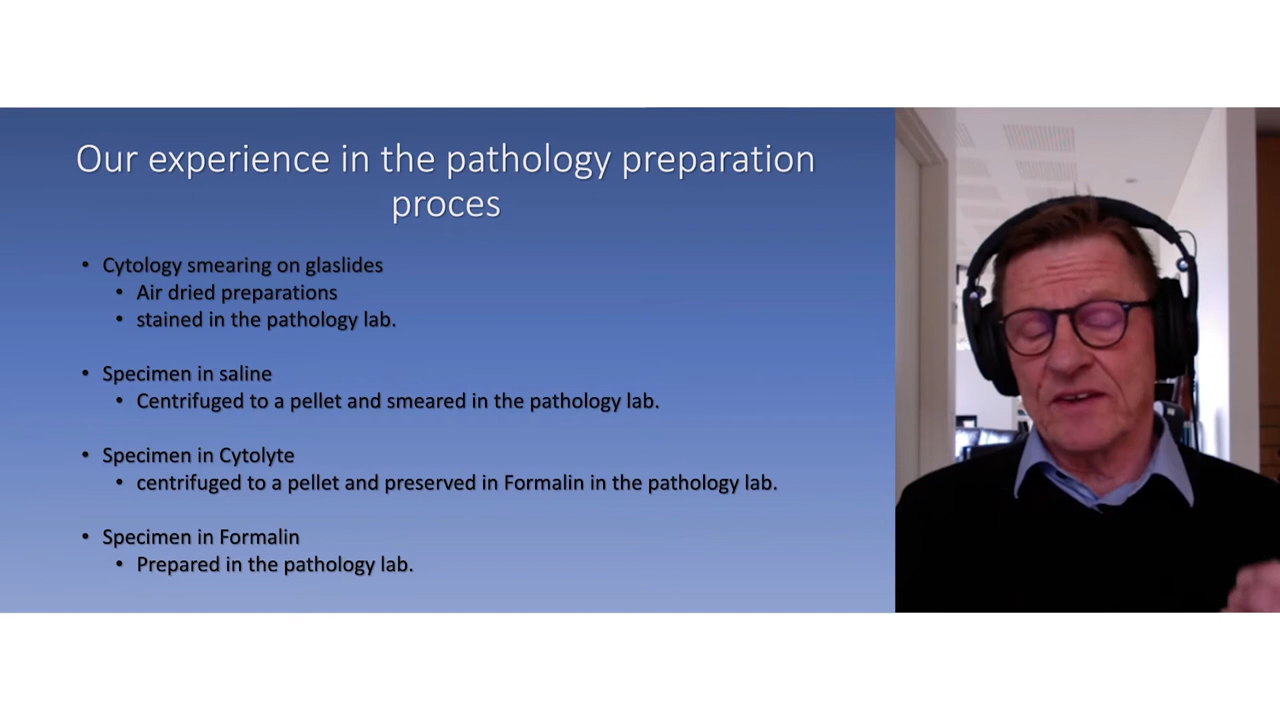 Our experience in the pathology preparation
proces
• Cytology smearing on glaslides
• Air dried preparations
• stained in the pathology lab.
• Specimen in saline
• Centrifuged to a pellet and smeared in the pathology lab.
• Specimen in Cytolyte
• centrifuged to a pellet and preserved in Formalin in the pathology lab.
• Specimen in Formalin
• Prepared in the pathology lab.